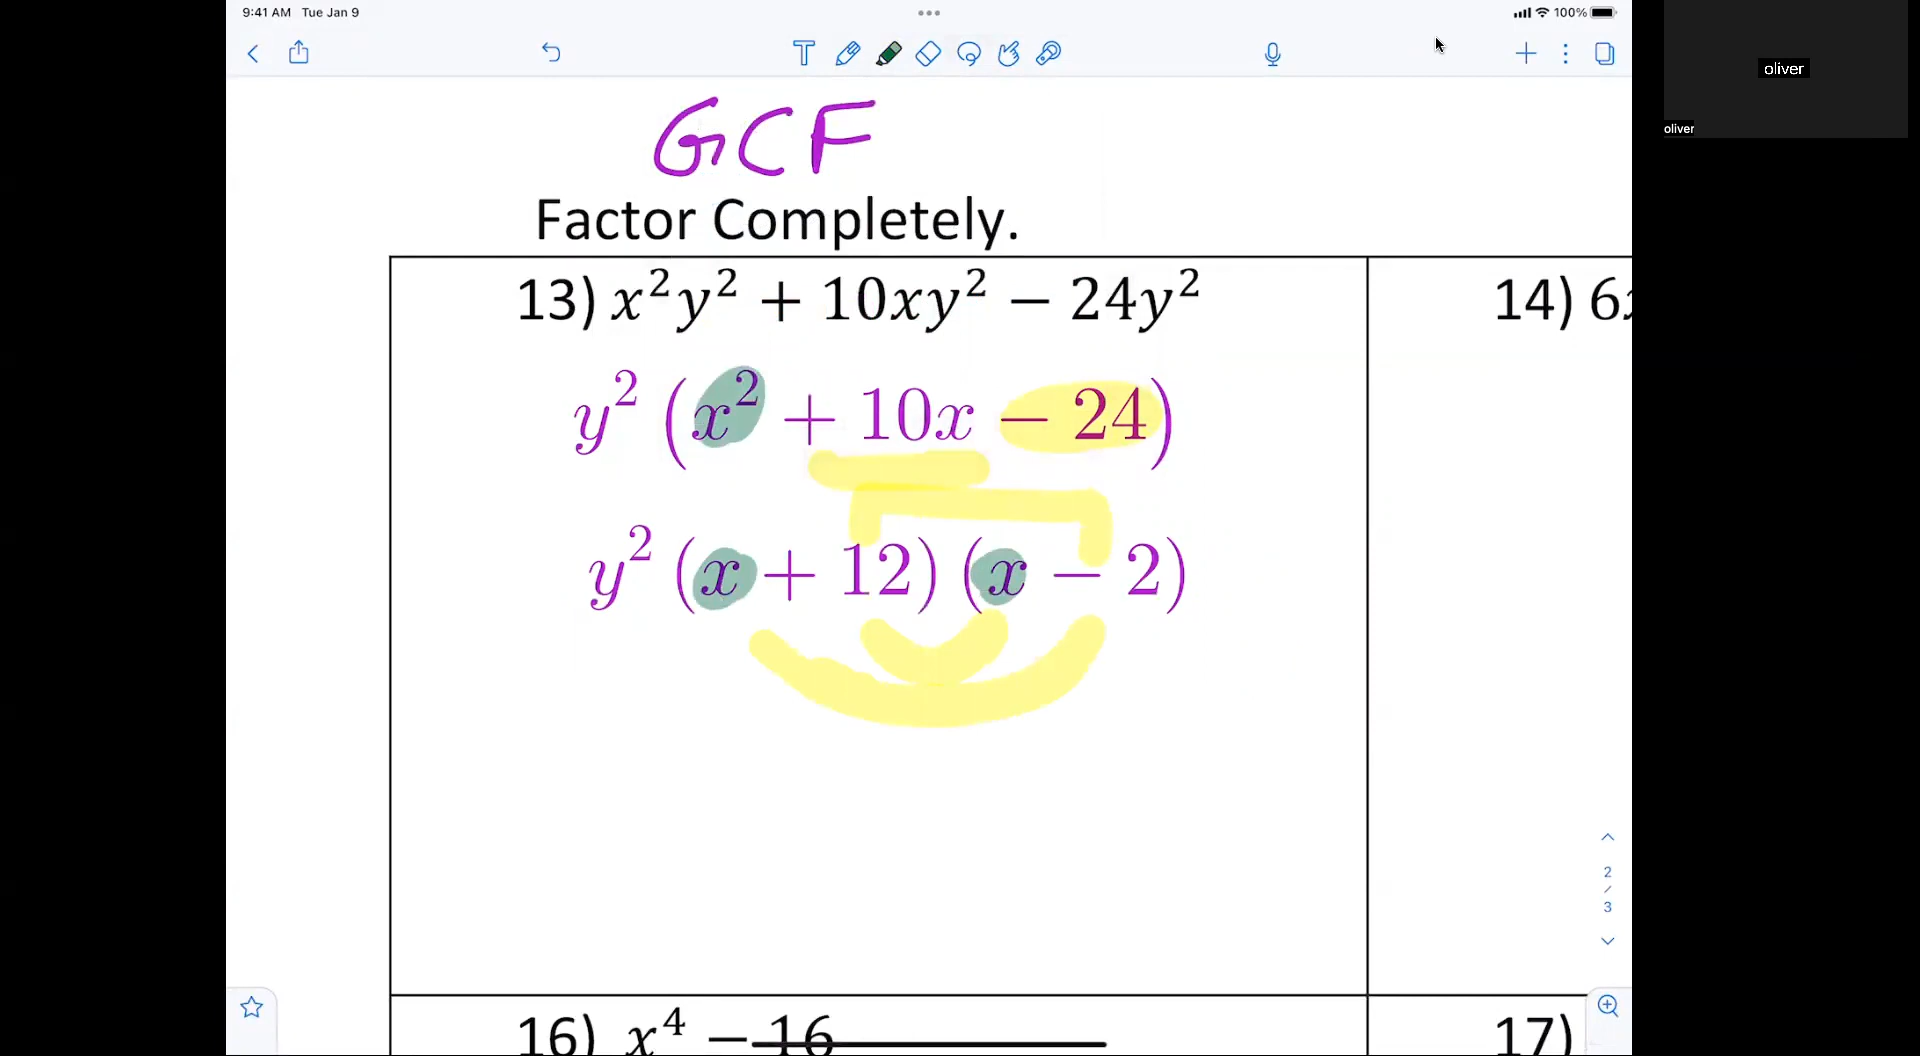 9:41 AM Tue Jan 9
100%
oliver
oliver
GCF
Factor Completely.
13) x²y² + 10xy² − 24y²
14) 6
y² (x² + 10x − 24)
y² (x + 12) (x − 2)
2
/
3
16) x⁴ − 16
17)